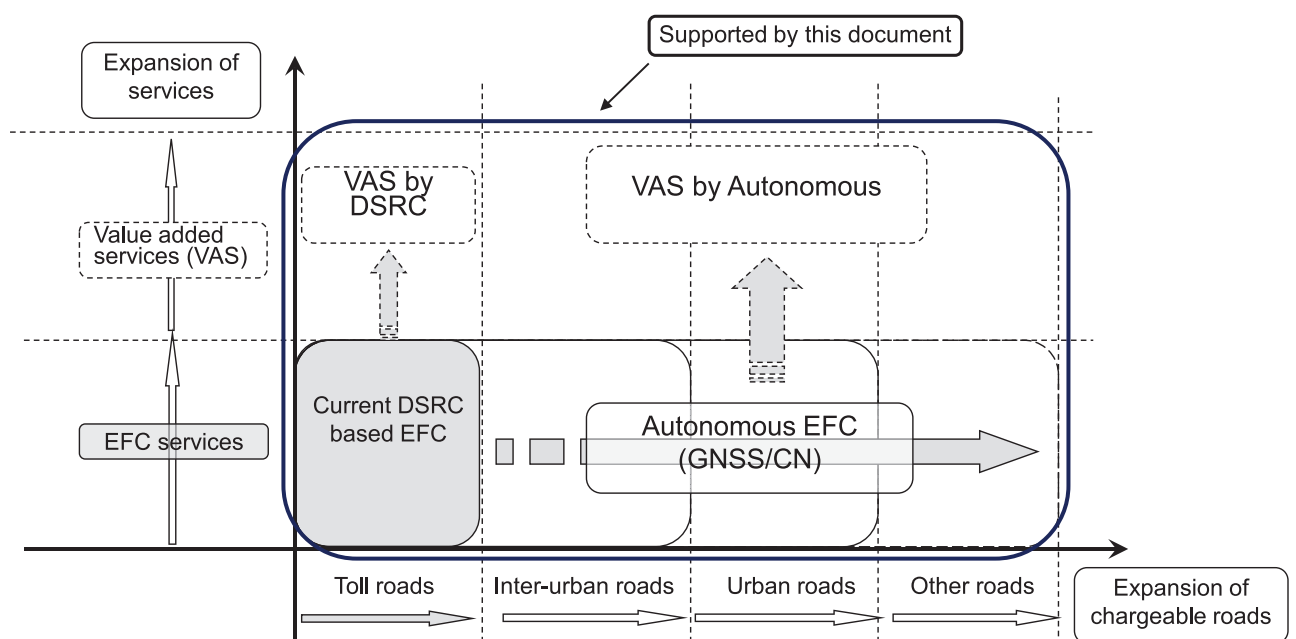 Supported by this document
Expansion of
services
VAS by
DSRC
VAS by Autonomous
Value added
services (VAS)
Current DSRC
based EFC
EFC services
Autonomous EFC
(GNSS/CN)
Toll roads
Inter-urban roads
Urban roads
Other roads
Expansion of
chargeable roads